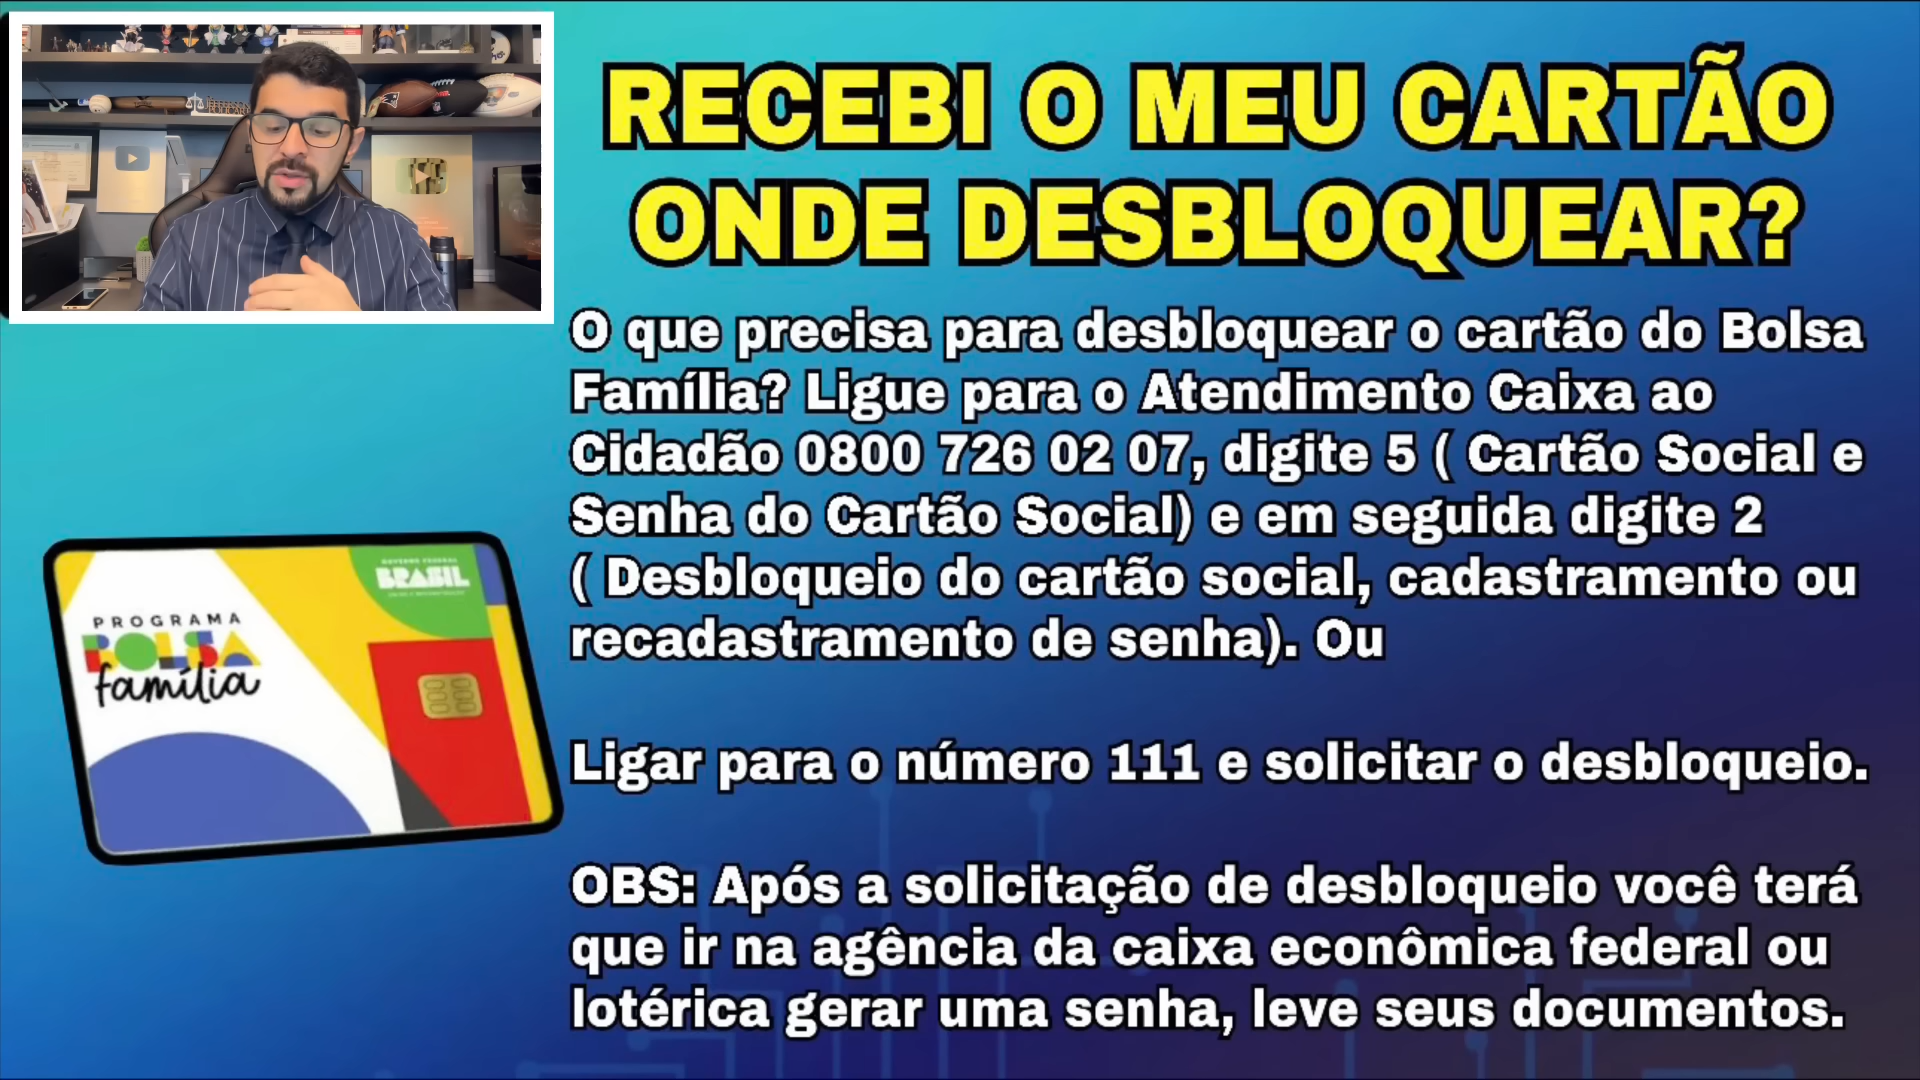 RECEBI O MEU CARTÃO
ONDE DESBLOQUEAR?
O que precisa para desbloquear o cartão do Bolsa
Família? Ligue para o Atendimento Caixa ao
Cidadão 0800 726 02 07, digite 5 ( Cartão Social e
Senha do Cartão Social) e em seguida digite 2
( Desbloqueio do cartão social, cadastramento ou
recadastramento de senha). Ou
Ligar para o número 111 e solicitar o desbloqueio.
OBS: Após a solicitação de desbloqueio você terá
que ir na agência da caixa econômica federal ou
lotérica gerar uma senha, leve seus documentos.
GOVERNO FEDERAL
BRASIL
PROGRAMA
BOLSA
família